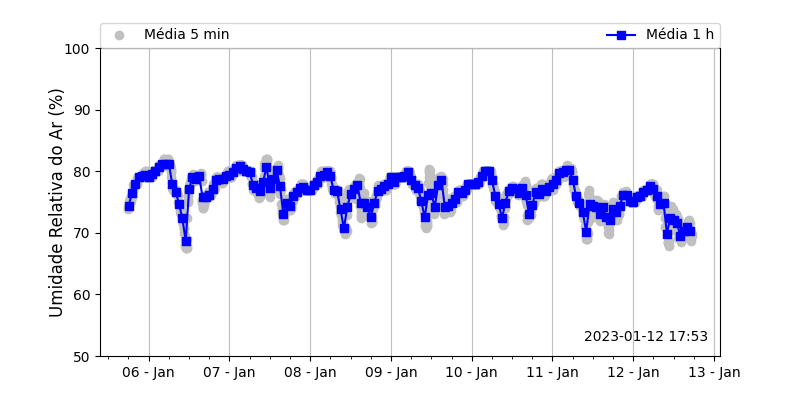 Média 5 min Média 1 h
100
90
80
70
60
50
Umidade Relativa do Ar (%)
2023-01-12 17:53
06 - Jan 07 - Jan 08 - Jan 09 - Jan 10 - Jan 11 - Jan 12 - Jan 13 - Jan